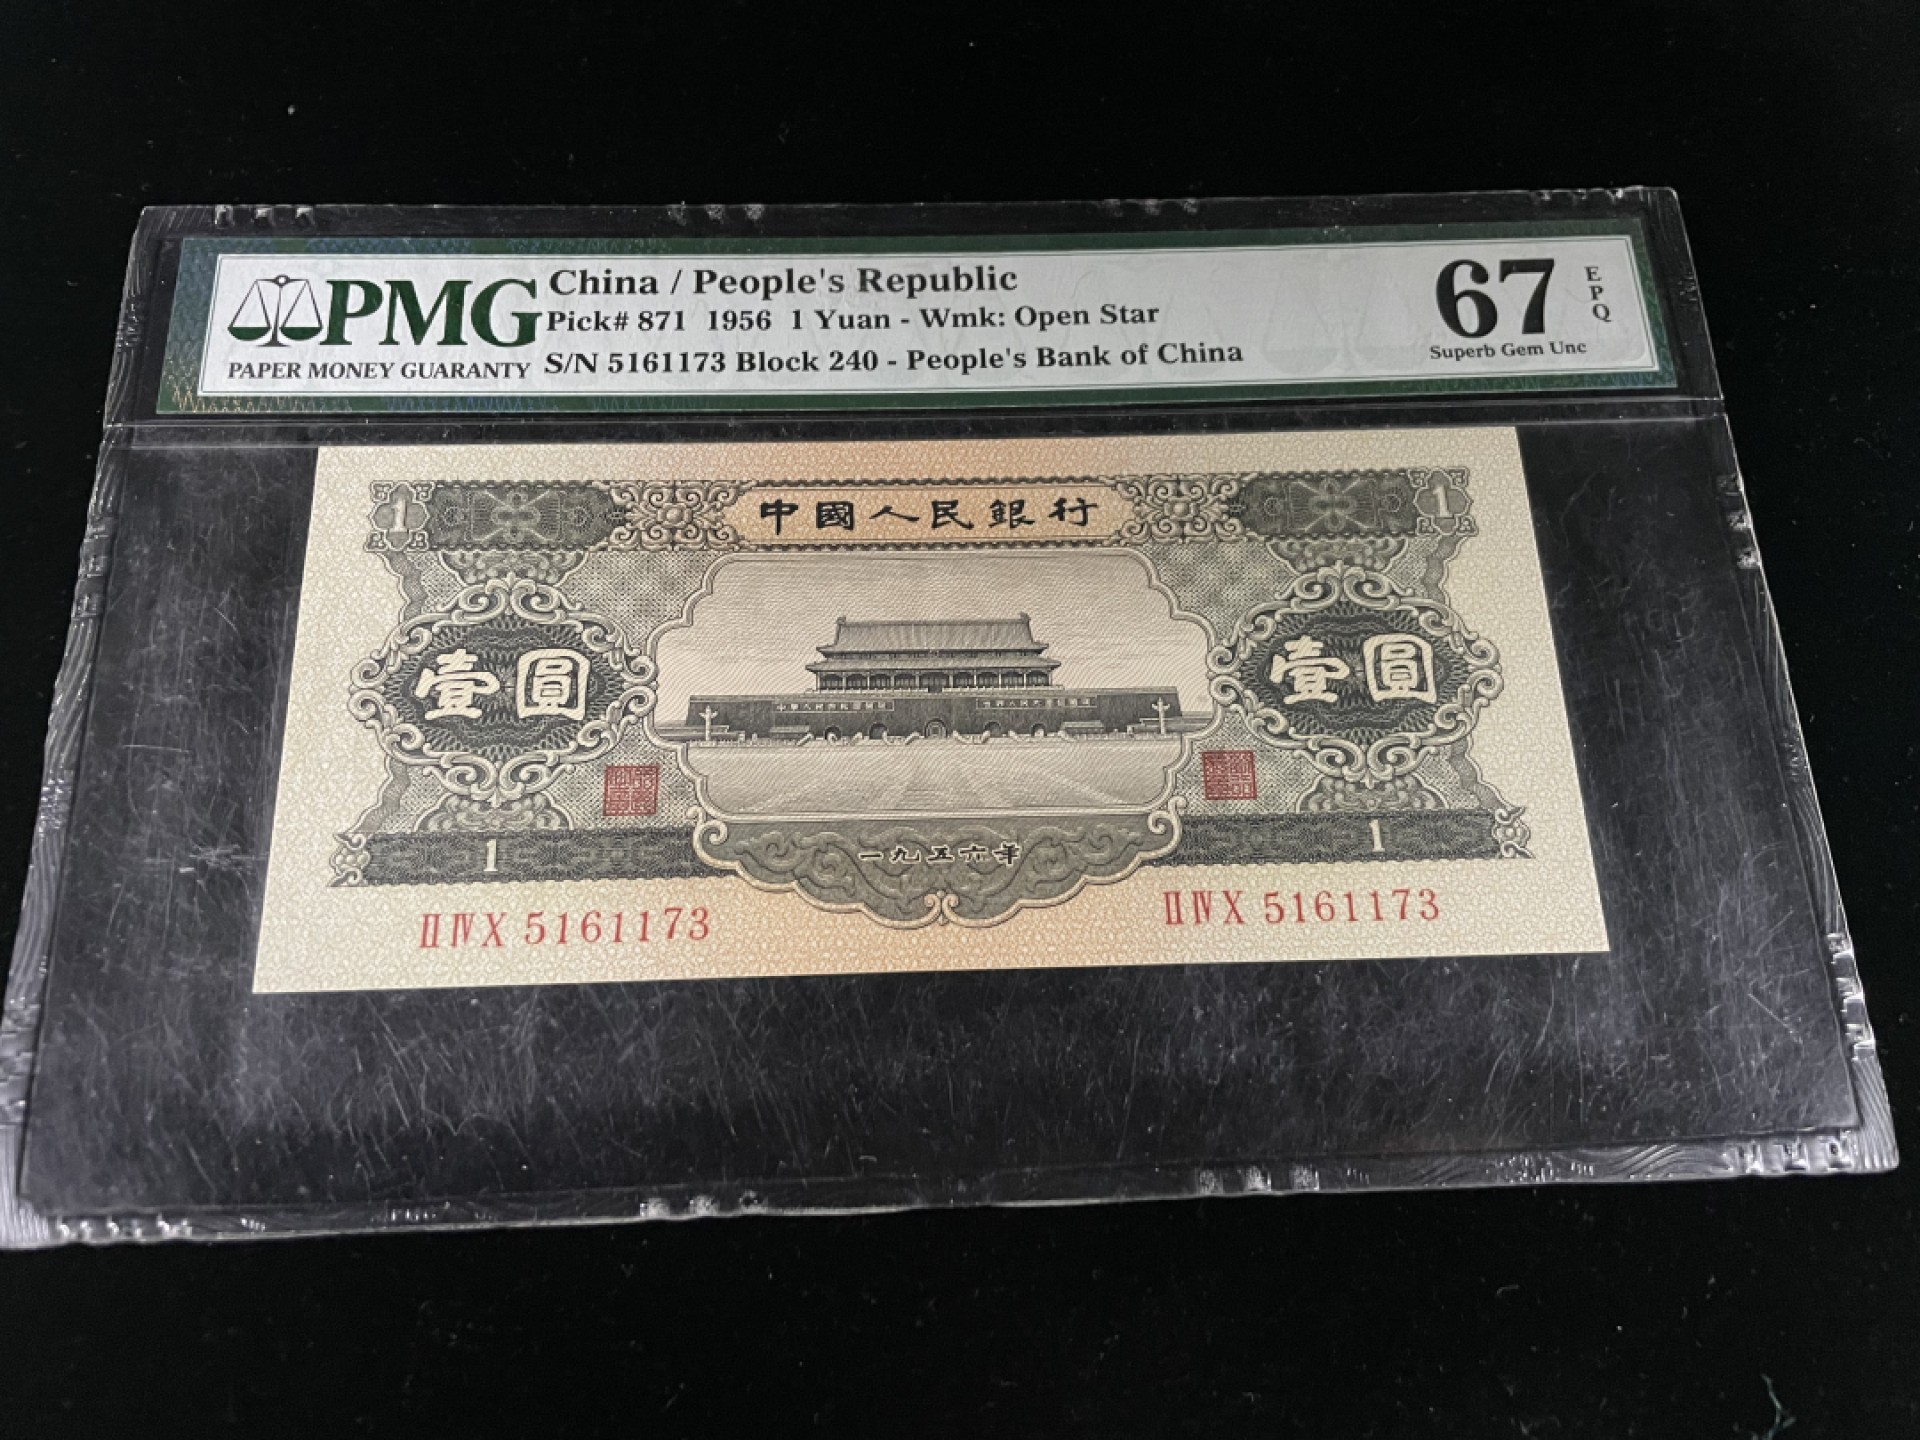 PMG
PAPER MONEY GUARANTY
China / People's Republic
Pick# 871 1956 1 Yuan - Wmk: Open Star
S/N 5161173 Block 240 - People's Bank of China
67
EPQ
Superb Gem Unc
1 中國人民銀行 1
壹圓 壹圓
1 一九五六年 1
ⅡⅣX 5161173 ⅡⅣX 5161173